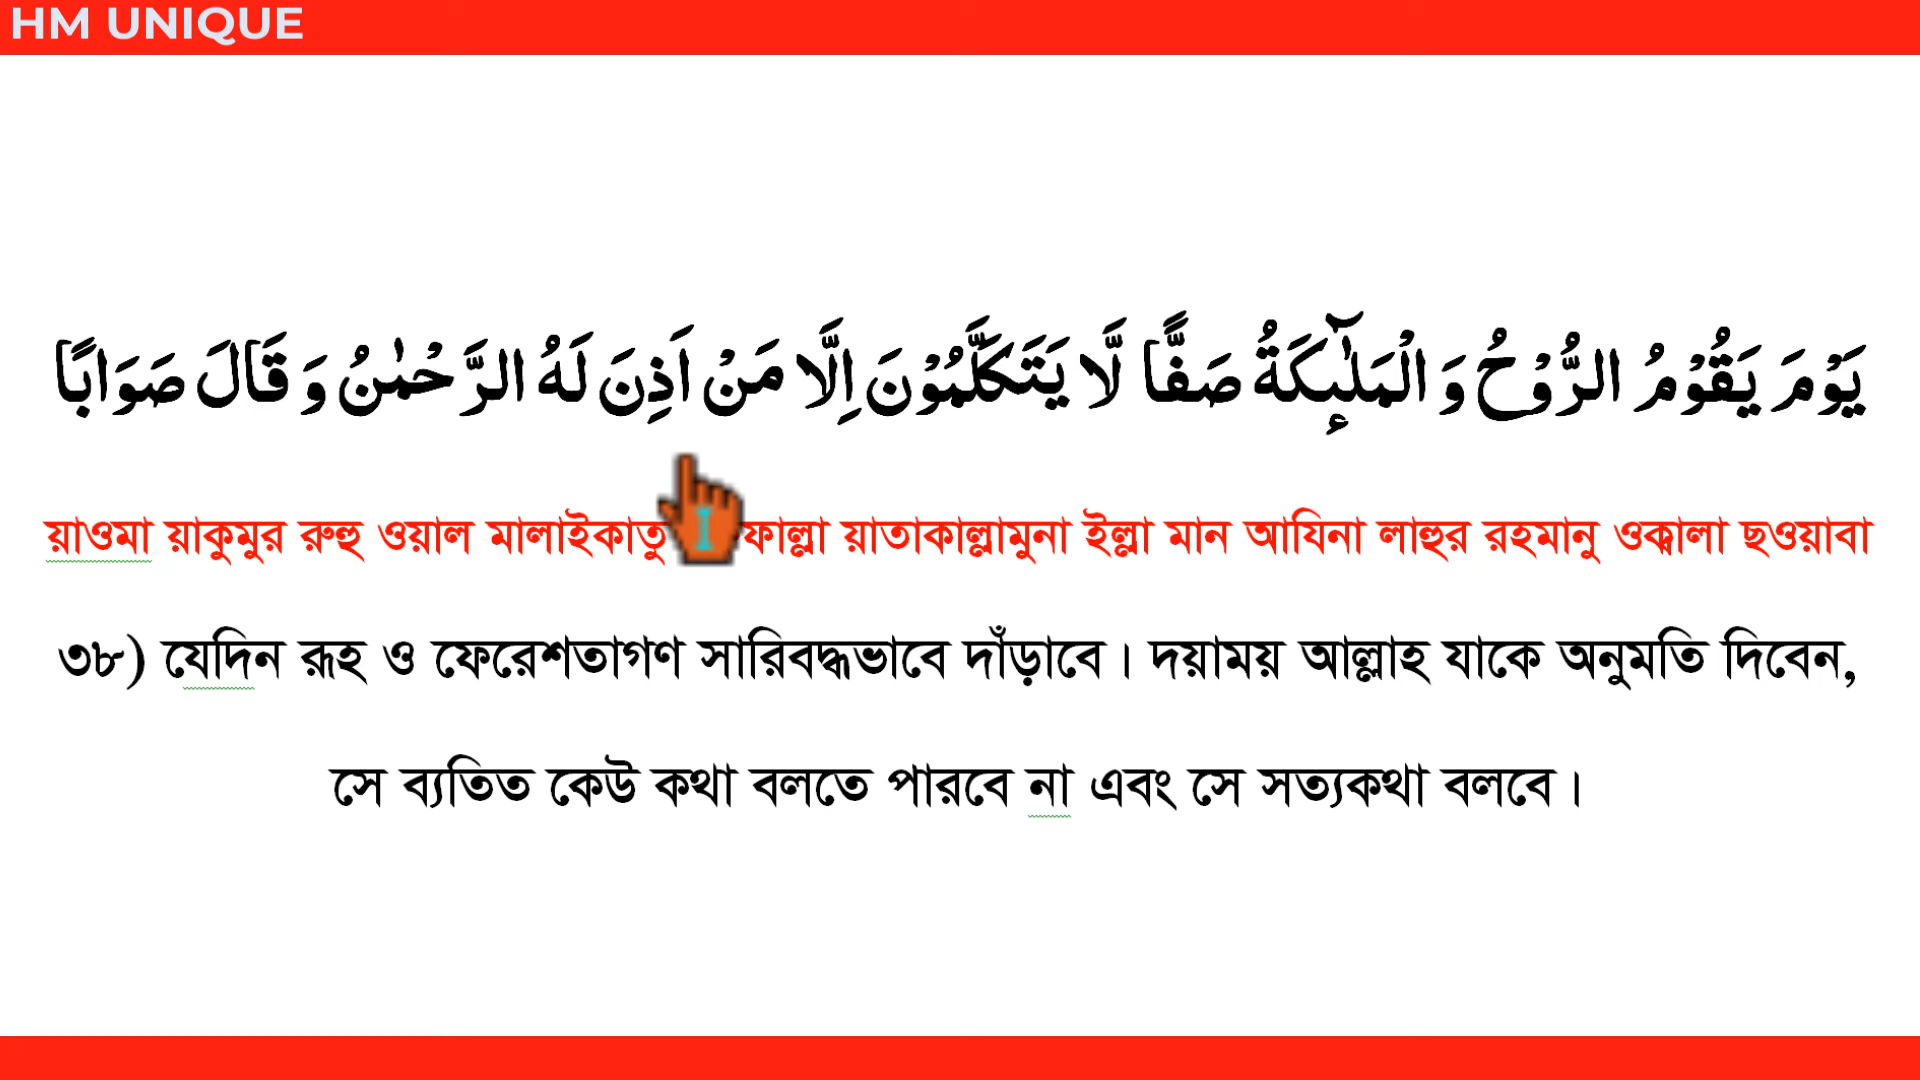 HM UNIQUE
يَوْمَ يَقُوْمُ الرُّوْحُ وَ الْمَلٰٓىِٕكَةُ صَفًّا لَّا يَتَكَلَّمُوْنَ اِلَّا مَنْ اَذِنَ لَهُ الرَّحْمٰنُ وَ قَالَ صَوَابًا
য়াওমা য়াকুমুর রুহু ওয়াল মালাইকাতু ফাল্লা য়াতাকাল্লামুনা ইল্লা মান আযিনা লাহুর রহমানু ওক্বালা ছওয়াবা
৩৮) যেদিন রূহ ও ফেরেশতাগণ সারিবদ্ধভাবে দাঁড়াবে। দয়াময় আল্লাহ যাকে অনুমতি দিবেন,
সে ব্যতিত কেউ কথা বলতে পারবে না এবং সে সত্যকথা বলবে।